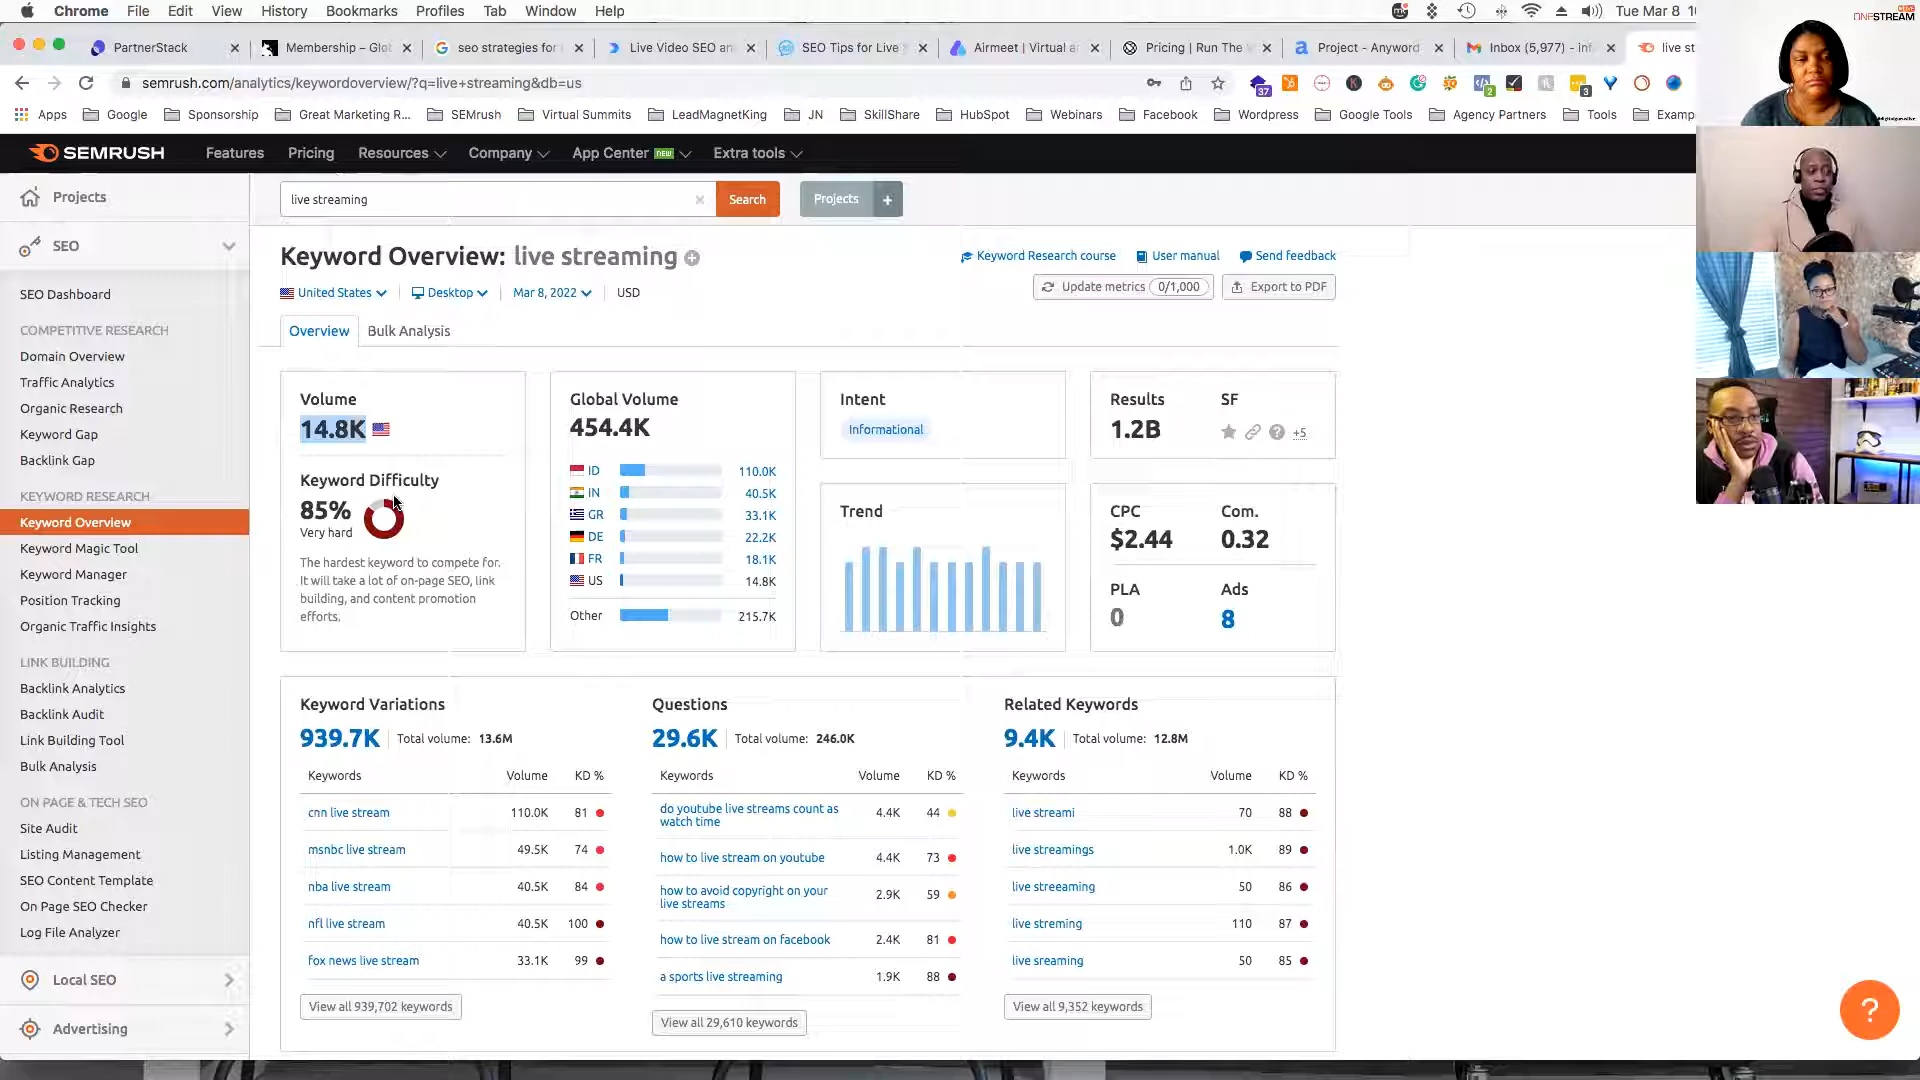 Chrome File Edit View History Bookmarks Profiles Tab Window Help
Tue Mar 8
ONESTREAM
PartnerStack
Membership – Glo
seo strategies for
Live Video SEO an
SEO Tips for Live
Airmeet | Virtual a
Pricing | Run The
Project - Anyword
Inbox (5,977) - inf
live st
semrush.com/analytics/keywordoverview/?q=live+streaming&db=us
37
2
3
Apps Google Sponsorship Great Marketing R... SEMrush Virtual Summits LeadMagnetKing JN SkillShare HubSpot Webinars Facebook Wordpress Google Tools Agency Partners Tools Examp
SEMRUSH Features Pricing Resources Company App Center NEW Extra tools
Projects
live streaming × Search Projects +
SEO
Keyword Overview: live streaming
Keyword Research course User manual Send feedback
United States Desktop Mar 8, 2022 USD
Update metrics 0/1,000 Export to PDF
Overview Bulk Analysis
SEO Dashboard
COMPETITIVE RESEARCH
Domain Overview
Traffic Analytics
Organic Research
Keyword Gap
Backlink Gap
KEYWORD RESEARCH
Keyword Overview
Keyword Magic Tool
Keyword Manager
Position Tracking
Organic Traffic Insights
LINK BUILDING
Backlink Analytics
Backlink Audit
Link Building Tool
Bulk Analysis
ON PAGE & TECH SEO
Site Audit
Listing Management
SEO Content Template
On Page SEO Checker
Log File Analyzer
Local SEO
Advertising
Volume
14.8K
Keyword Difficulty
85%
Very hard
The hardest keyword to compete for.
It will take a lot of on-page SEO, link
building, and content promotion
efforts.
Global Volume
454.4K
ID 110.0K
IN 40.5K
GR 33.1K
DE 22.2K
FR 18.1K
US 14.8K
Other 215.7K
Intent
Informational
Trend
Results SF
1.2B +5
CPC Com.
$2.44 0.32
PLA Ads
0 8
Keyword Variations
939.7K Total volume: 13.6M
Keywords Volume KD %
cnn live stream 110.0K 81
msnbc live stream 49.5K 74
nba live stream 40.5K 84
nfl live stream 40.5K 100
fox news live stream 33.1K 99
View all 939,702 keywords
Questions
29.6K Total volume: 246.0K
Keywords Volume KD %
do youtube live streams count as
watch time 4.4K 44
how to live stream on youtube 4.4K 73
how to avoid copyright on your
live streams 2.9K 59
how to live stream on facebook 2.4K 81
a sports live streaming 1.9K 88
View all 29,610 keywords
Related Keywords
9.4K Total volume: 12.8M
Keywords Volume KD %
live streami 70 88
live streamings 1.0K 89
live streeaming 50 86
live streming 110 87
live sreaming 50 85
View all 9,352 keywords
?